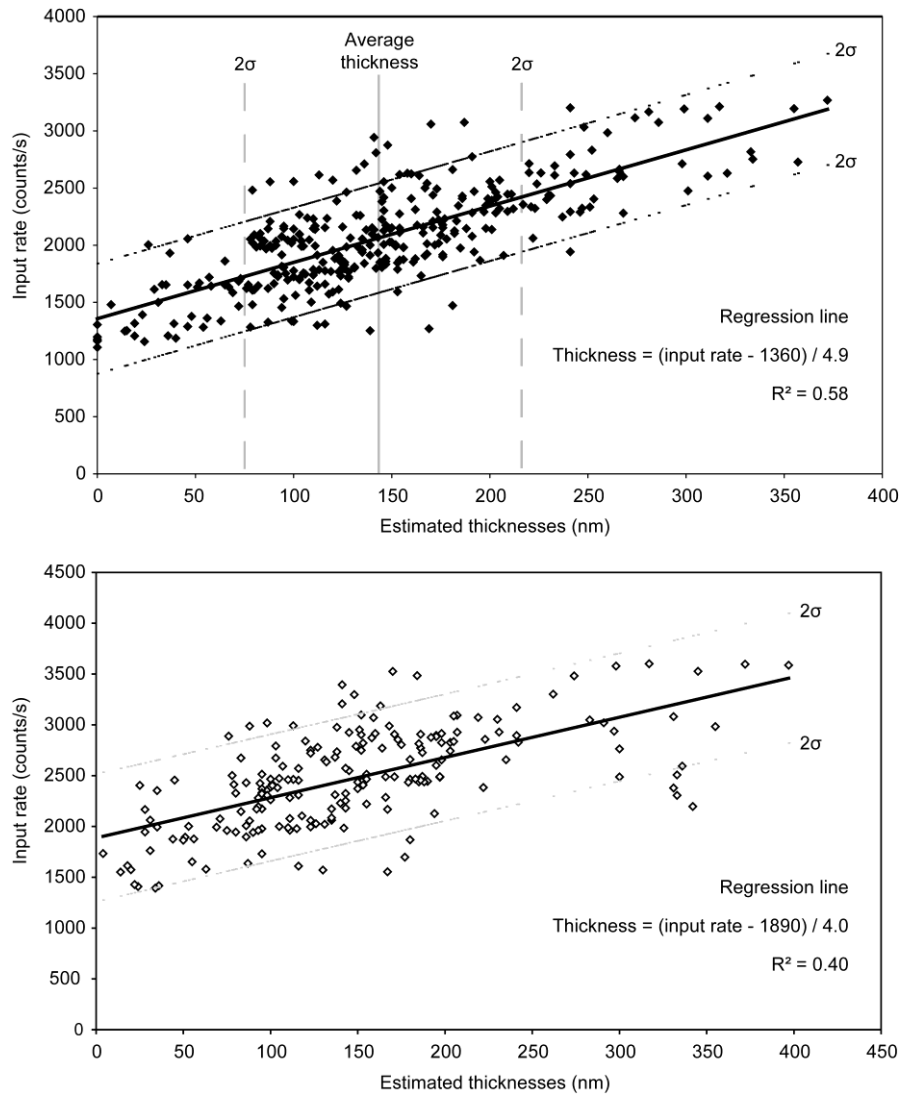 4000
3500
3000
2500
2000
1500
1000
500
0
Input rate (counts/s)
2σ
Average
thickness
2σ
2σ
2σ
Regression line
Thickness = (input rate - 1360) / 4.9
R² = 0.58
0 50 100 150 200 250 300 350 400
Estimated thicknesses (nm)
4500
4000
3500
3000
2500
2000
1500
1000
500
0
Input rate (counts/s)
2σ
2σ
Regression line
Thickness = (input rate - 1890) / 4.0
R² = 0.40
0 50 100 150 200 250 300 350 400 450
Estimated thicknesses (nm)